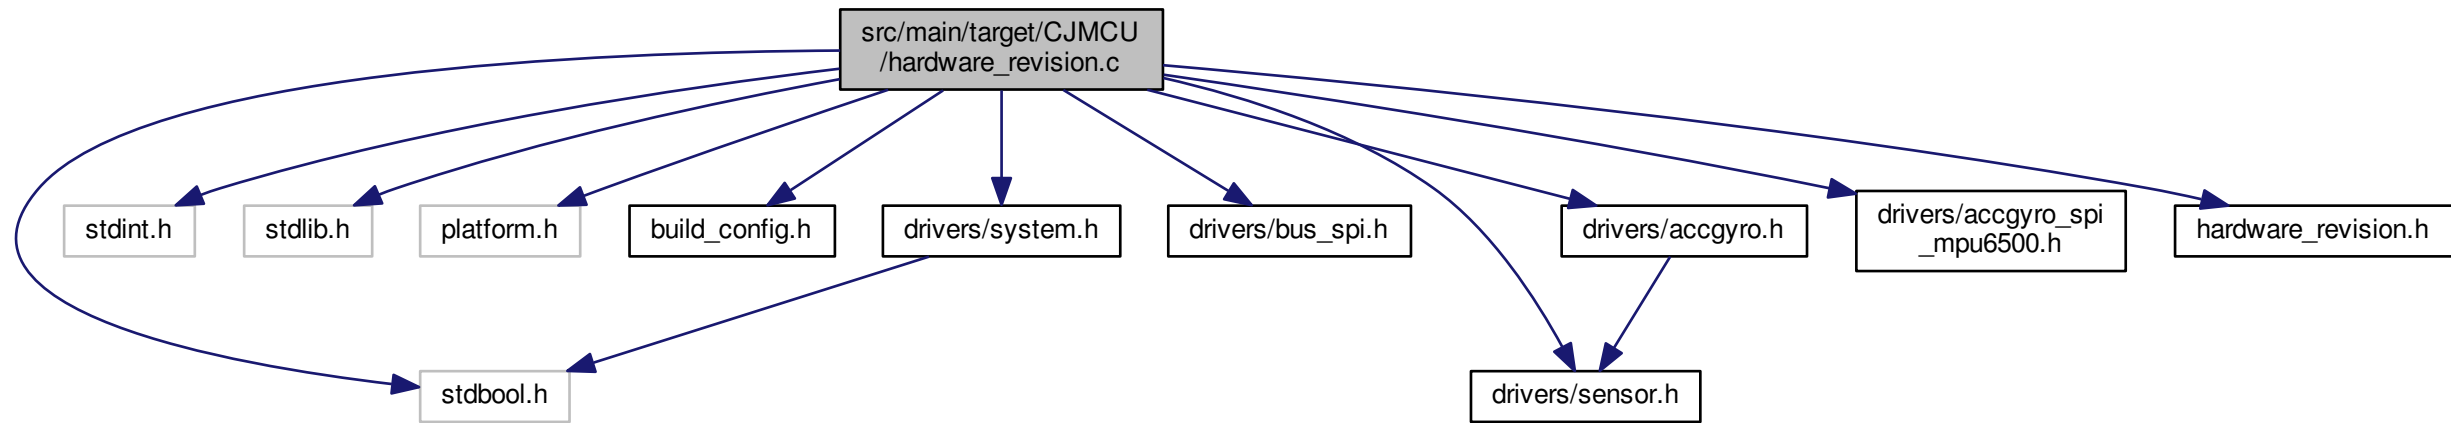 src/main/target/CJMCU
/hardware_revision.c
stdint.h
stdlib.h
platform.h
build_config.h
drivers/system.h
drivers/bus_spi.h
drivers/accgyro.h
drivers/accgyro_spi
_mpu6500.h
hardware_revision.h
stdbool.h
drivers/sensor.h